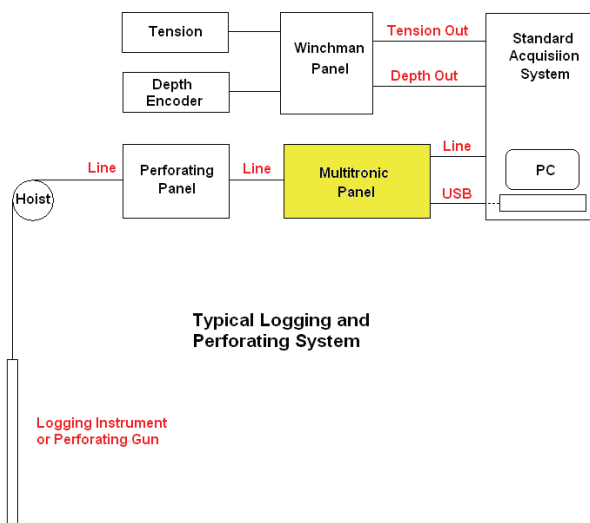 Tension
Winchman
Panel
Tension Out
Standard
Acquisiion
System
Depth
Encoder
Depth Out
Line
Perforating
Panel
Line
Multitronic
Panel
Line
USB
PC
Hoist
Typical Logging and
Perforating System
Logging Instrument
or Perforating Gun